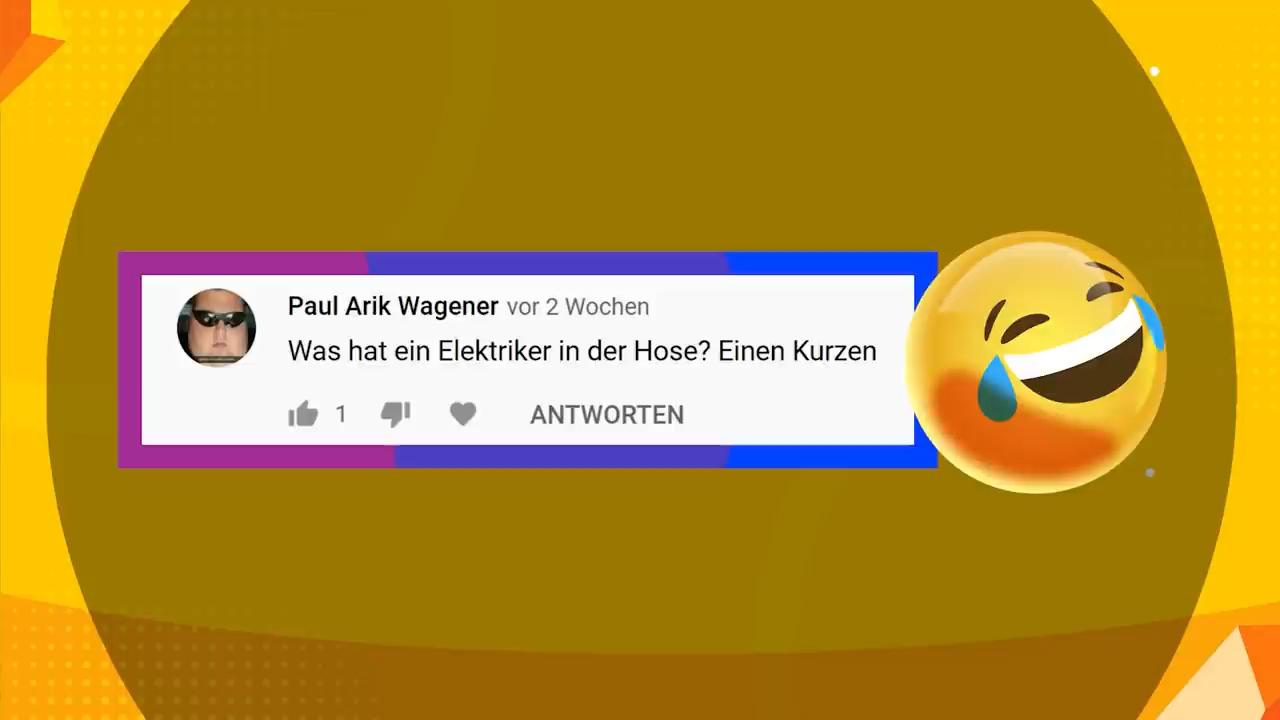 Paul Arik Wagener vor 2 Wochen
Was hat ein Elektriker in der Hose? Einen Kurzen
1 ANTWORTEN